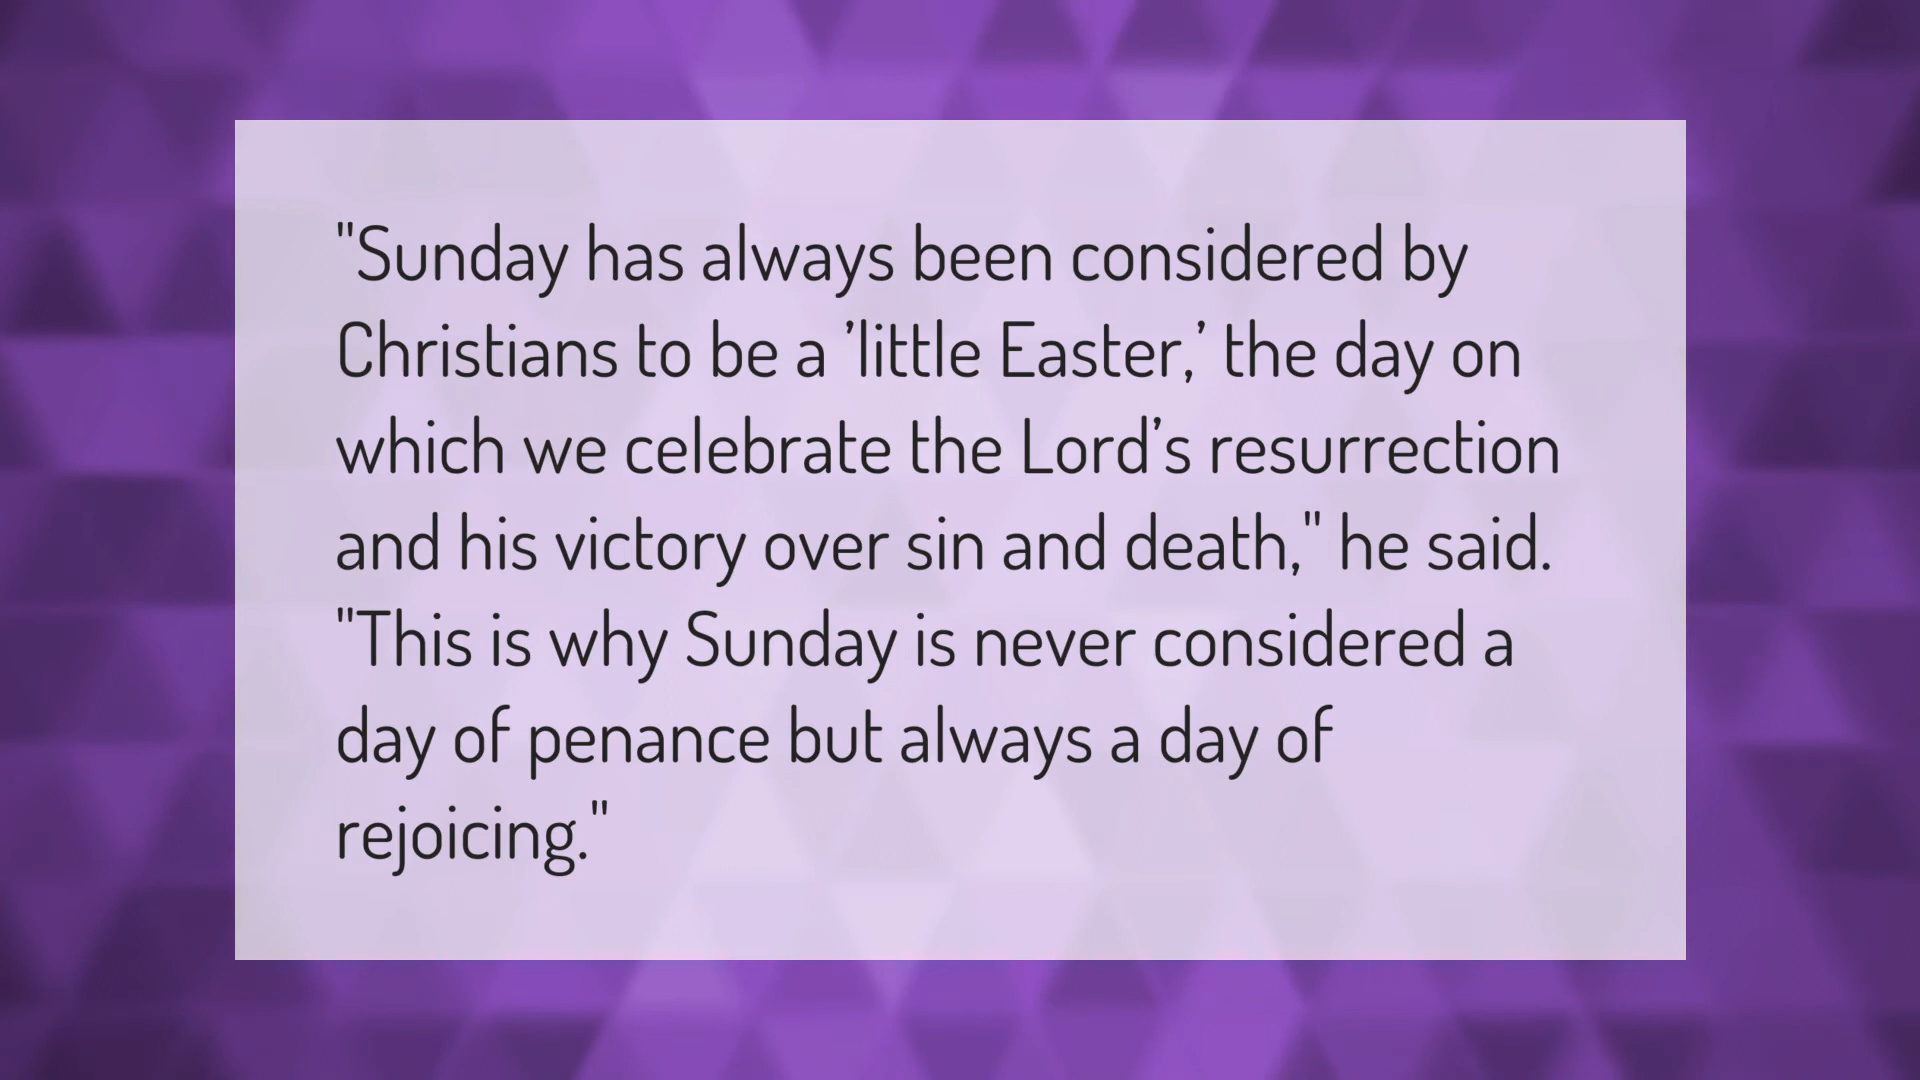 "Sunday has always been considered by
Christians to be a ’little Easter,’ the day on
which we celebrate the Lord’s resurrection
and his victory over sin and death," he said.
"This is why Sunday is never considered a
day of penance but always a day of
rejoicing."